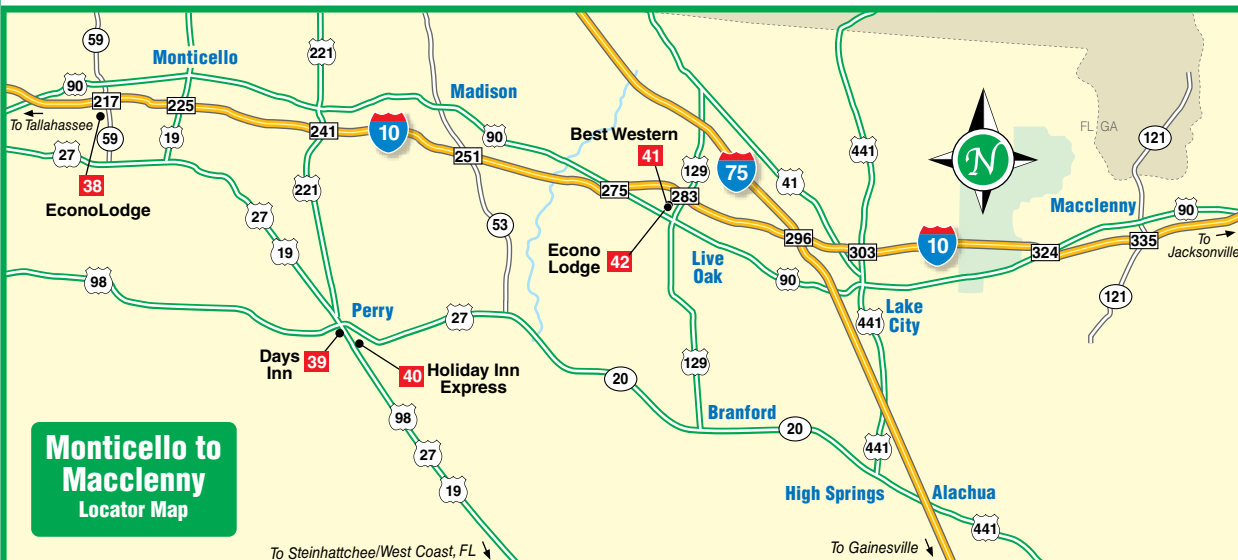 59
221
Monticello
90
217
225
Madison
To Tallahassee
19
59
241
10
90
Best Western
41
75
441
FL
GA
121
27
251
129
38
EconoLodge
221
275
283
41
Macclenny
90
27
53
296
10
335
To
Jacksonville
19
Econo
Lodge
42
Live
Oak
303
324
98
90
121
Perry
27
Lake
City
441
Days
Inn
39
40
Holiday Inn
Express
129
20
98
Branford
20
441
Monticello to
Macclenny
Locator Map
27
19
High Springs
Alachua
441
To Steinhattchee/West Coast, FL
To Gainesville
N